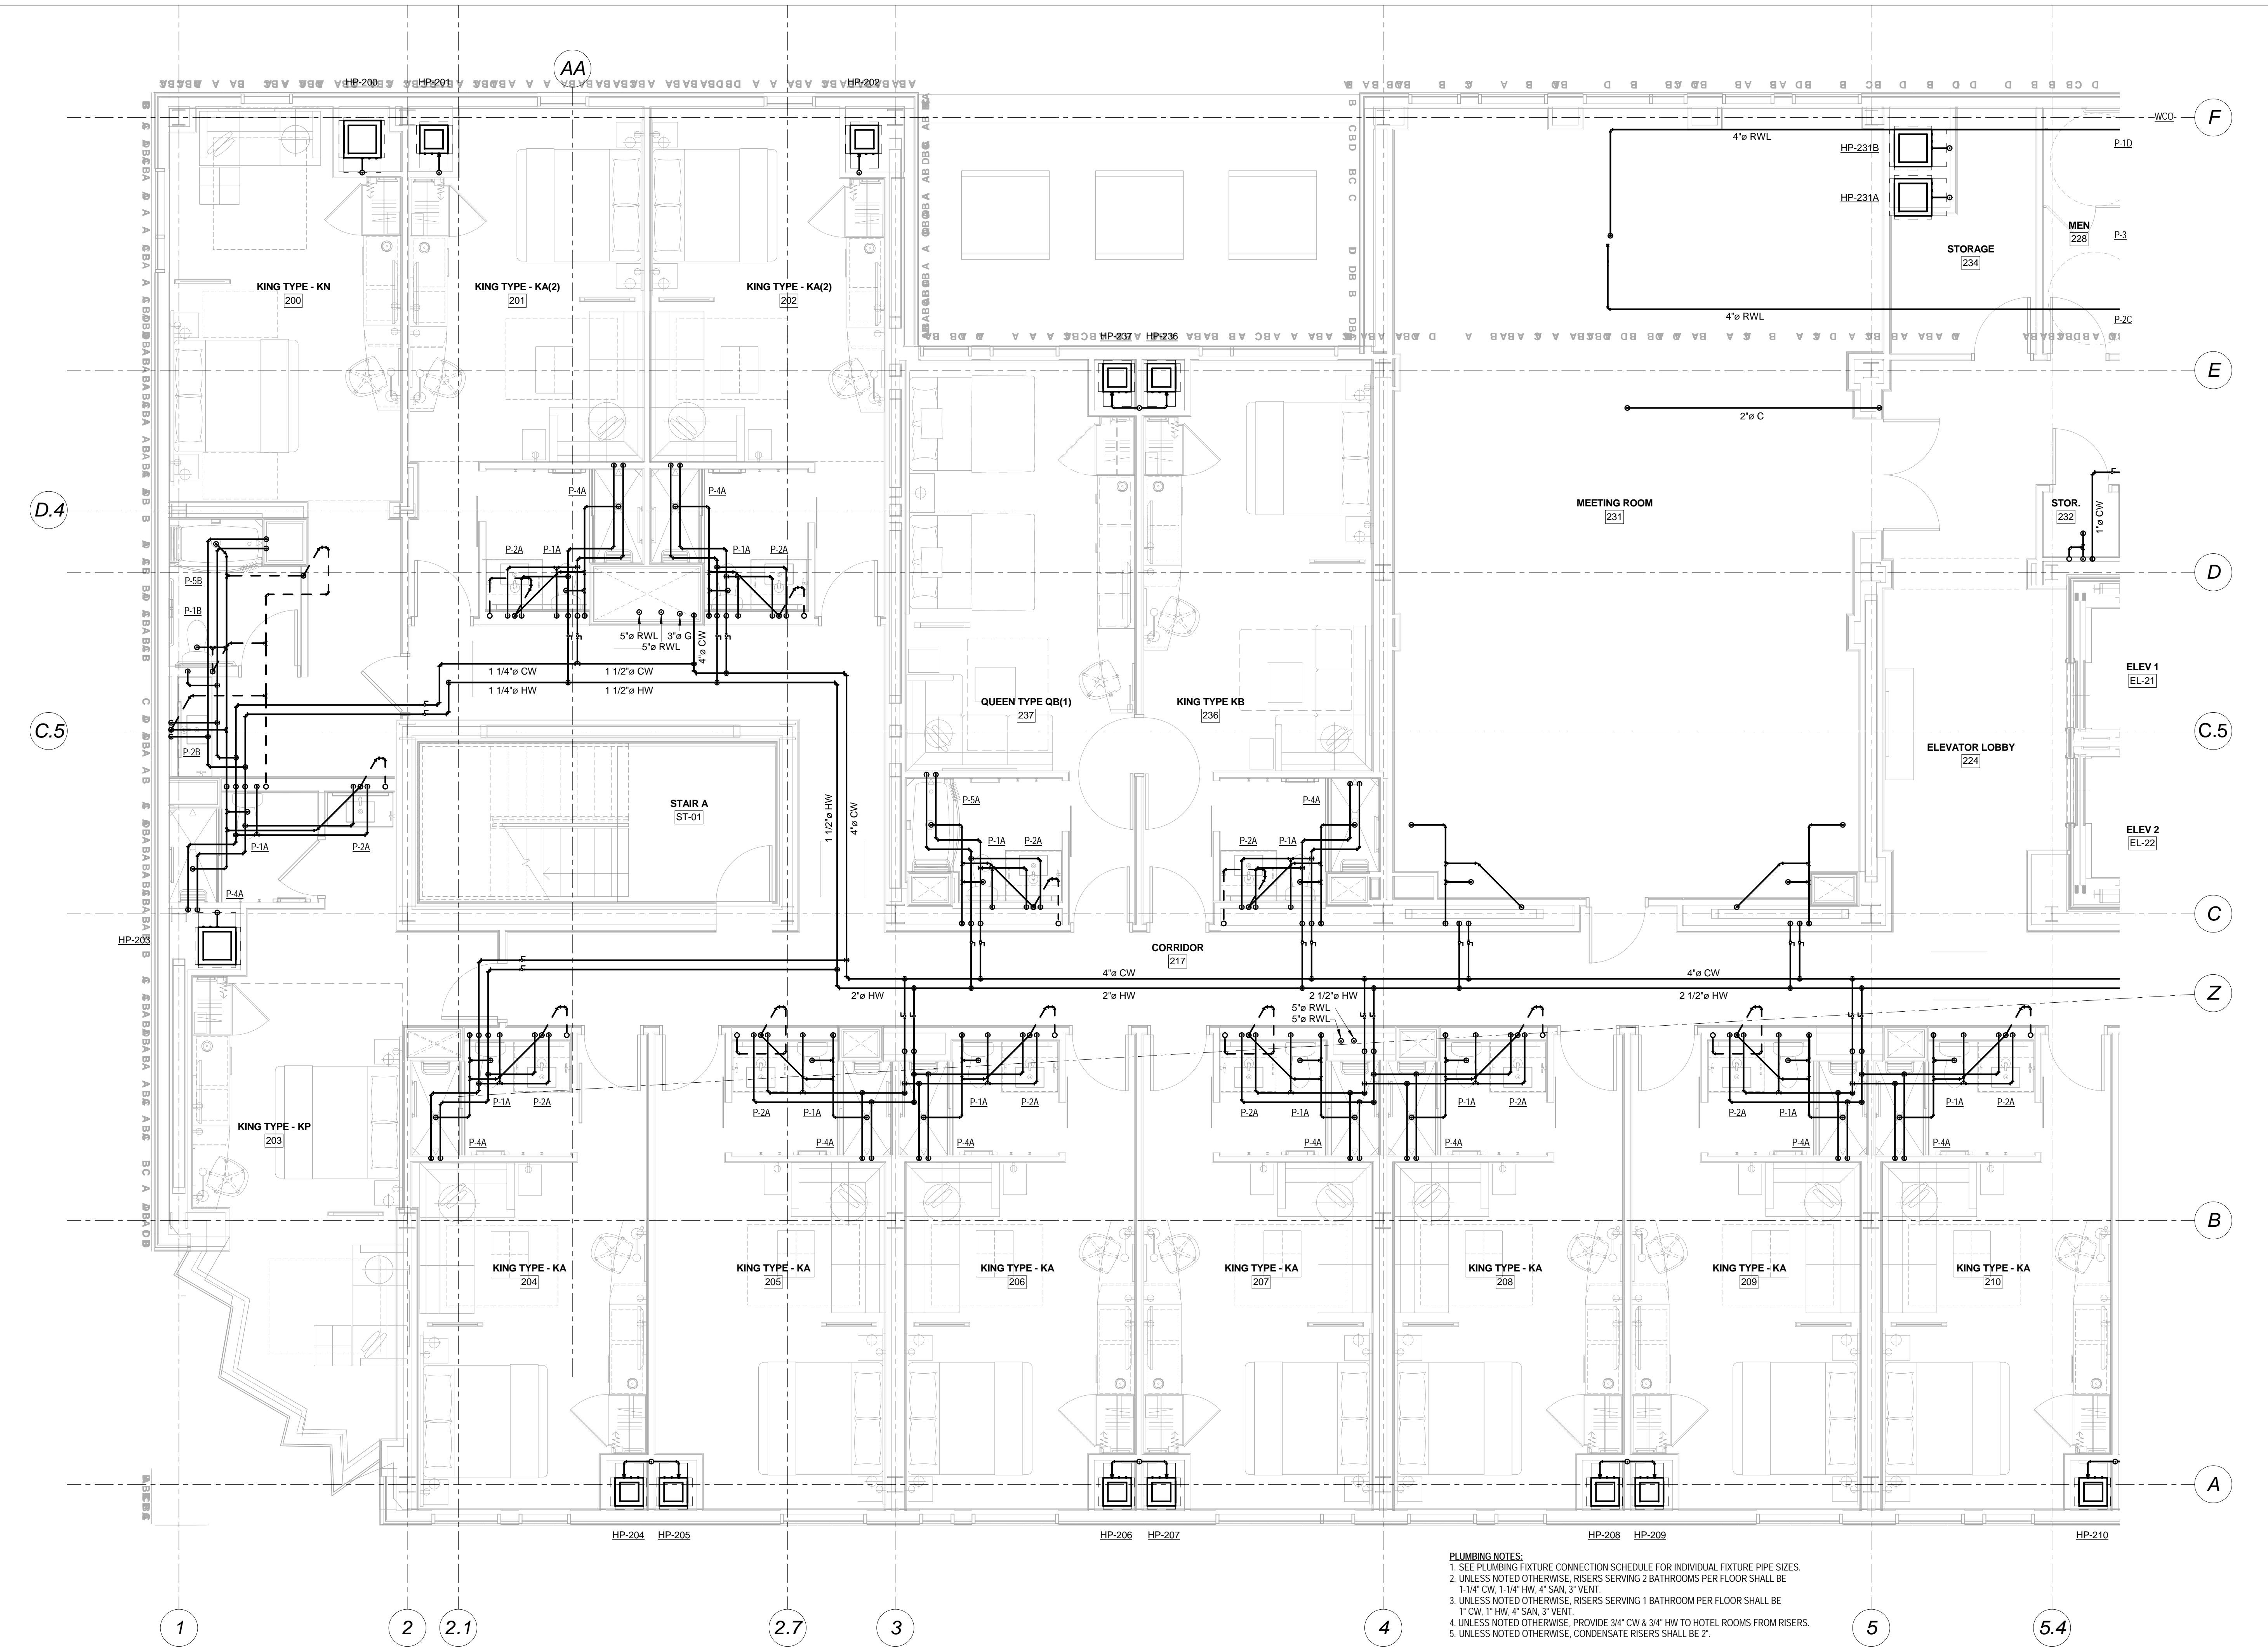 AA
HP-200
HP-201
HP-202
F
WCO
4"ø RWL
P-1D
HP-231B
HP-231A
MEN
228
P-3
STORAGE
234
KING TYPE - KN
200
KING TYPE - KA(2)
201
KING TYPE - KA(2)
202
4"ø RWL
P-2C
HP-237
HP-236
E
2"ø C
P-4A
P-4A
D.4
MEETING ROOM
231
STOR.
232
1"ø CW
P-2A
P-1A
P-1A
P-2A
D
P-5B
P-1B
5"ø RWL
3"ø G
5"ø RWL
4"ø CW
1 1/4"ø CW
1 1/2"ø CW
1 1/4"ø HW
1 1/2"ø HW
ELEV 1
EL-21
QUEEN TYPE QB(1)
237
KING TYPE KB
236
C.5
C.5
P-2B
ELEVATOR LOBBY
224
STAIR A
ST-01
1 1/2"ø HW
4"ø CW
P-5A
P-4A
ELEV 2
EL-22
P-1A
P-2A
P-1A
P-2A
P-2A
P-1A
P-4A
C
HP-203
CORRIDOR
217
4"ø CW
4"ø CW
2"ø HW
2"ø HW
2 1/2"ø HW
2 1/2"ø HW
Z
5"ø RWL
5"ø RWL
P-1A
P-2A
P-2A
P-1A
P-1A
P-2A
P-2A
P-1A
P-1A
P-2A
P-2A
P-1A
P-1A
P-2A
KING TYPE - KP
203
P-4A
P-4A
P-4A
P-4A
P-4A
P-4A
P-4A
B
KING TYPE - KA
204
KING TYPE - KA
205
KING TYPE - KA
206
KING TYPE - KA
207
KING TYPE - KA
208
KING TYPE - KA
209
KING TYPE - KA
210
A
HP-204
HP-205
HP-206
HP-207
HP-208
HP-209
HP-210
PLUMBING NOTES:
1. SEE PLUMBING FIXTURE CONNECTION SCHEDULE FOR INDIVIDUAL FIXTURE PIPE SIZES.
2. UNLESS NOTED OTHERWISE, RISERS SERVING 2 BATHROOMS PER FLOOR SHALL BE
1-1/4" CW, 1-1/4" HW, 4" SAN, 3" VENT.
3. UNLESS NOTED OTHERWISE, RISERS SERVING 1 BATHROOM PER FLOOR SHALL BE
1" CW, 1" HW, 4" SAN, 3" VENT.
4. UNLESS NOTED OTHERWISE, PROVIDE 3/4" CW & 3/4" HW TO HOTEL ROOMS FROM RISERS.
5. UNLESS NOTED OTHERWISE, CONDENSATE RISERS SHALL BE 2".
1
2
2.1
2.7
3
4
5
5.4